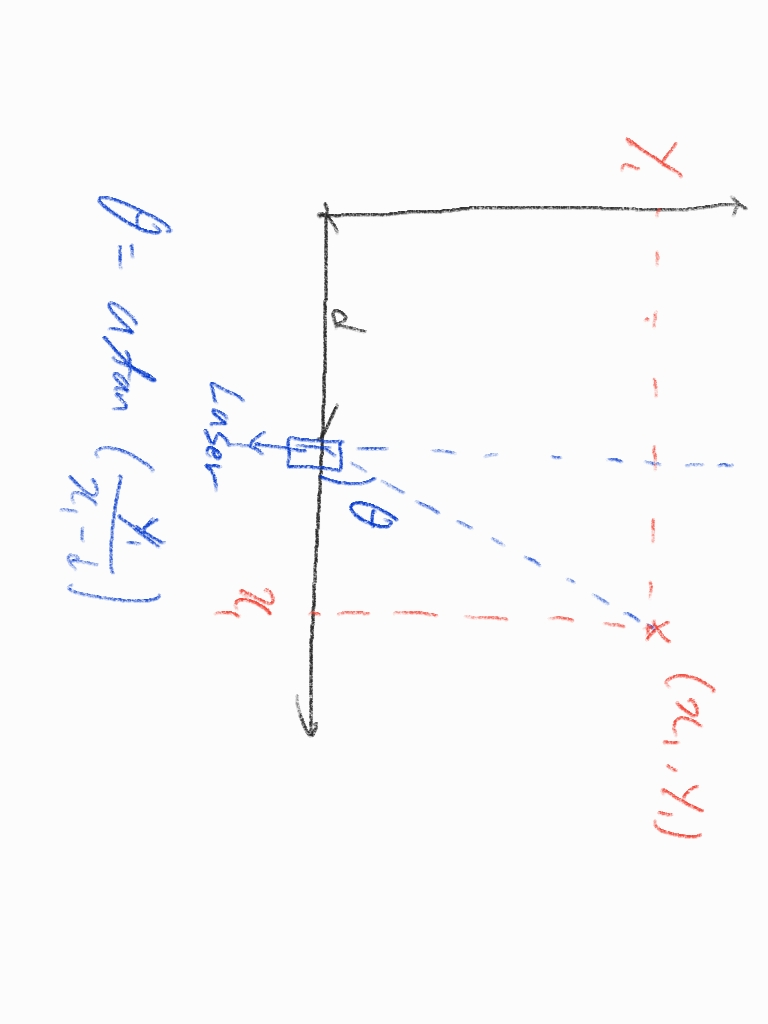 y₁
(x₁, y₁)
d
θ
x₁
Laser
θ = atan (y₁ / x₁ - d)